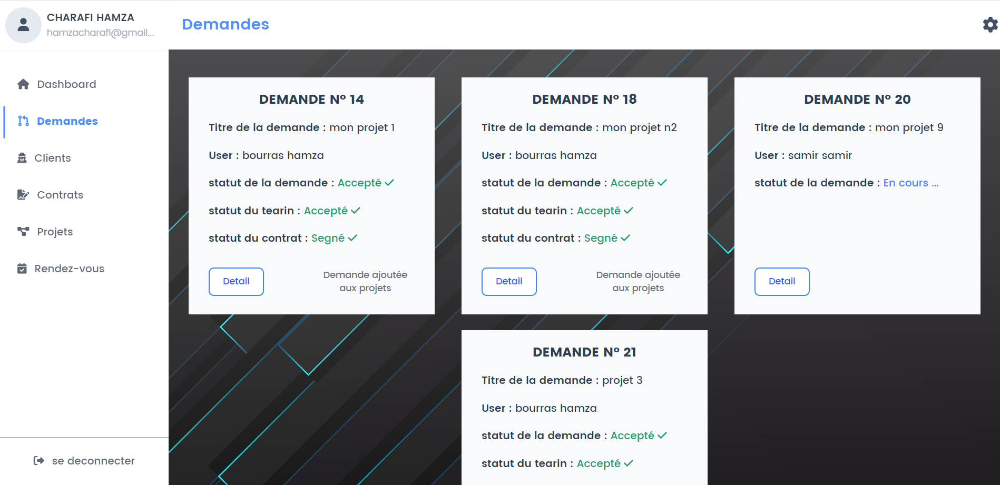 CHARAFI HAMZA
hamzacharafi@gmail...
Dashboard
Demandes
Clients
Contrats
Projets
Rendez-vous
se deconnecter
Demandes
DEMANDE N° 14
Titre de la demande : mon projet 1
User : bourras hamza
statut de la demande : Accepté ✓
statut du tearin : Accepté ✓
statut du contrat : Segné ✓
Detail
Demande ajoutée
aux projets
DEMANDE N° 18
Titre de la demande : mon projet n2
User : bourras hamza
statut de la demande : Accepté ✓
statut du tearin : Accepté ✓
statut du contrat : Segné ✓
Detail
Demande ajoutée
aux projets
DEMANDE N° 20
Titre de la demande : mon projet 9
User : samir samir
statut de la demande : En cours ...
Detail
DEMANDE N° 21
Titre de la demande : projet 3
User : bourras hamza
statut de la demande : Accepté ✓
statut du tearin : Accepté ✓